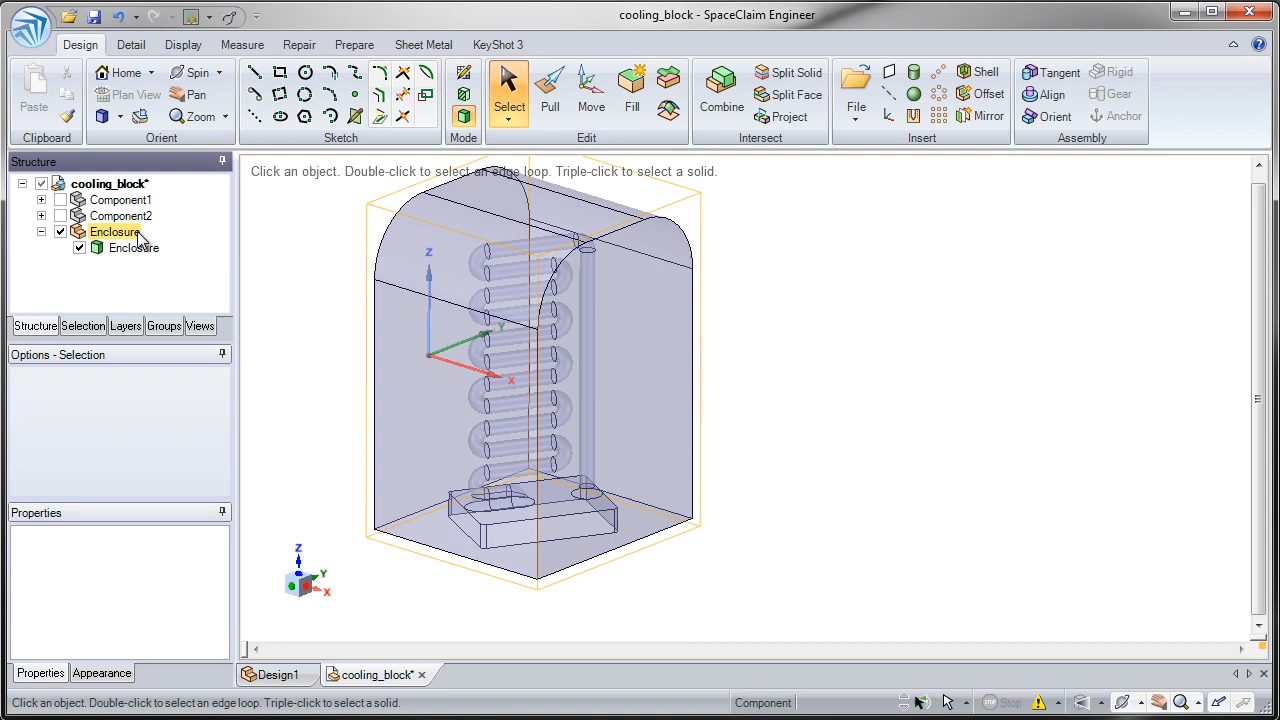 cooling_block - SpaceClaim Engineer
Design Detail Display Measure Repair Prepare Sheet Metal KeyShot 3
Paste
Clipboard
Home Spin
Plan View Pan
Zoom
Orient
Sketch
Mode
Select Pull Move Fill
Edit
Combine
Split Solid
Split Face
Project
Intersect
File
Shell
Offset
Mirror
Insert
Tangent Rigid
Align Gear
Orient Anchor
Assembly
Structure
cooling_block*
Component1
Component2
Enclosure
Enclosure
Structure Selection Layers Groups Views
Options - Selection
Properties
Properties Appearance
Click an object. Double-click to select an edge loop. Triple-click to select a solid.
Z
Y
X
Z
Y
X
Design1 cooling_block*
Click an object. Double-click to select an edge loop. Triple-click to select a solid.
Component
Stop